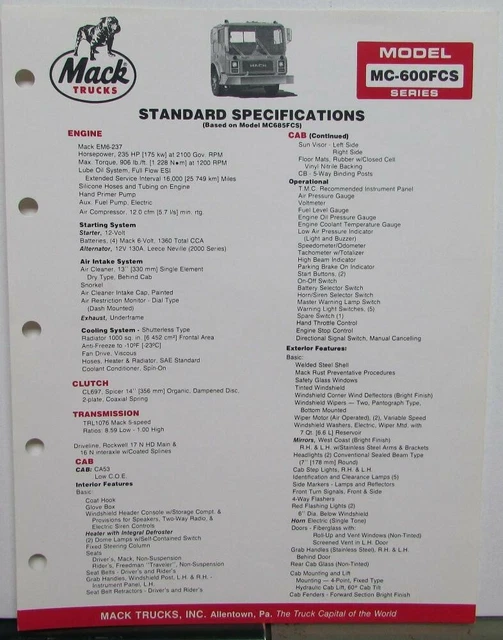 Mack
TRUCKS
MODEL
MC-600FCS
SERIES
STANDARD SPECIFICATIONS
(Based on Model MC685FCS)
ENGINE
Mack EM6-237
Horsepower, 235 HP [175 kw] at 2100 Gov. RPM
Max. Torque, 906 lb./ft. [1 228 N•m] at 1200 RPM
Lube Oil System, Full Flow ESI
Extended Service Interval 16,000 [25 749 km] Miles
Silicone Hoses and Tubing on Engine
Hand Primer Pump
Aux. Fuel Pump, Electric
Air Compressor. 12.0 cfm [5.7 l/s] min. rtg.
Starting System
Starter, 12-Volt
Batteries, (4) Mack 6-Volt, 1360 Total CCA
Alternator, 12V 130A. Leece Neville (2000 Series)
Air Intake System
Air Cleaner, 13" [330 mm] Single Element
Dry Type, Behind Cab
Snorkel
Air Cleaner Intake Cap, Painted
Air Restriction Monitor - Dial Type
(Dash Mounted)
Exhaust, Underframe
Cooling System - Shutterless Type
Radiator 1000 sq. in. [6 452 cm²] Frontal Area
Anti-Freeze to -10ºF [-23ºC]
Fan Drive, Viscous
Hoses, Heater & Radiator, SAE Standard
Coolant Conditioner, Spin-On
CLUTCH
CL697, Spicer 14" [356 mm] Organic, Dampened Disc,
2-plate, Coaxial Spring
TRANSMISSION
TRL1076 Mack 5-speed
Ratios: 8.59 Low - 1.00 High
Driveline, Rockwell 17 N HD Main &
16 N interaxle w/Coated Splines
CAB
CAB: CA53
Low C.O.E.
Interior Features
Basic:
Coat Hook
Glove Box
Windshield Header Console w/Storage Compt. &
Provisions for Speakers, Two-Way Radio, &
Electric Siren Controls
Heater with Integral Defroster
(2) Dome Lamps w/Self-Contained Switch
Fixed Steering Column
Seats
Driver's, Mack, Non-Suspension
Rider's, Freedman "Traveler", Non-Suspension
Seat Belts - Driver's and Rider's
Grab Handles, Windshield Post, L.H. & R.H. -
Instrument Panel, L.H.
Seat Belt Retractors - Driver's and Rider's
CAB (Continued)
Sun Visor - Left Side
Right Side
Floor Mats, Rubber w/Closed Cell
Vinyl Nitrile Backing
CB - 5-Way Binding Posts
Operational
T.M.C. Recommended Instrument Panel
Air Pressure Gauge
Voltmeter
Fuel Level Gauge
Engine Oil Pressure Gauge
Engine Coolant Temperature Gauge
Low Air Pressure Indicator
(Light and Buzzer)
Speedometer/Odometer
Tachometer w/Totalizer
High Beam Indicator
Parking Brake On Indicator
Start Buttons, (2)
On-Off Switch
Battery Selector Switch
Horn/Siren Selector Switch
Master Warning Lamp Switch
Warning Light Switches, (5)
Spare Switch (1)
Hand Throttle Control
Engine Stop Control
Directional Signal Switch, Manual Cancelling
Exterior Features:
Basic:
Welded Steel Shell
Mack Rust Preventative Procedures
Safety Glass Windows
Tinted Windshield
Windshield Corner Wind Deflectors (Bright Finish)
Windshield Wipers — Two, Pantograph Type,
Bottom Mounted
Wiper Motor (Air Operated), (2), Variable Speed
Windshield Washers, Electric, Wiper Mtd. with
7 Qt. [6.6 L] Reservoir
Mirrors, West Coast (Bright Finish)
R.H. & L.H. w/Stainless Steel Arms & Brackets
Headlights (2) Conventional Sealed Beam Type
(7" [178 mm] Round)
Cab Step Lights, R.H. & L.H.
Identification and Clearance Lamps (5)
Side Markers - Lamps and Reflectors
Front Turn Signals, Front & Side
4-Way Flashers
Red Flashing Lights (2)
6" Dia. Below Windshield
Horn Electric (Single Tone)
Doors - Fiberglass with:
Roll-Up and Vent Windows (Non-Tinted)
Screened Vent in L.H. Door
Grab Handles (Stainless Steel), R.H. & L.H.
Behind Door
Rear Cab Glass (Non-Tinted)
Cab Mounting and Lift
Mounting — 4-Point, Fixed Type
Hydraulic Cab Lift, 60º Cab Tilt
Cab Fenders - Forward Section Bright Finish
MACK TRUCKS, INC. Allentown, Pa. The Truck Capital of the World